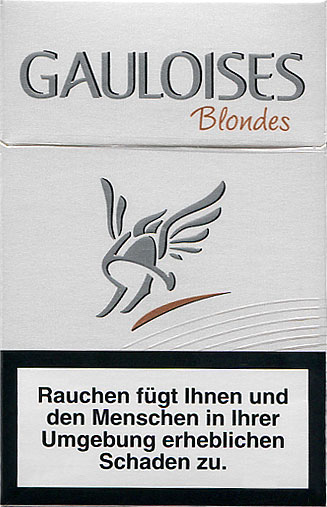 GAULOISES
Blondes
Rauchen fügt Ihnen und
den Menschen in Ihrer
Umgebung erheblichen
Schaden zu.